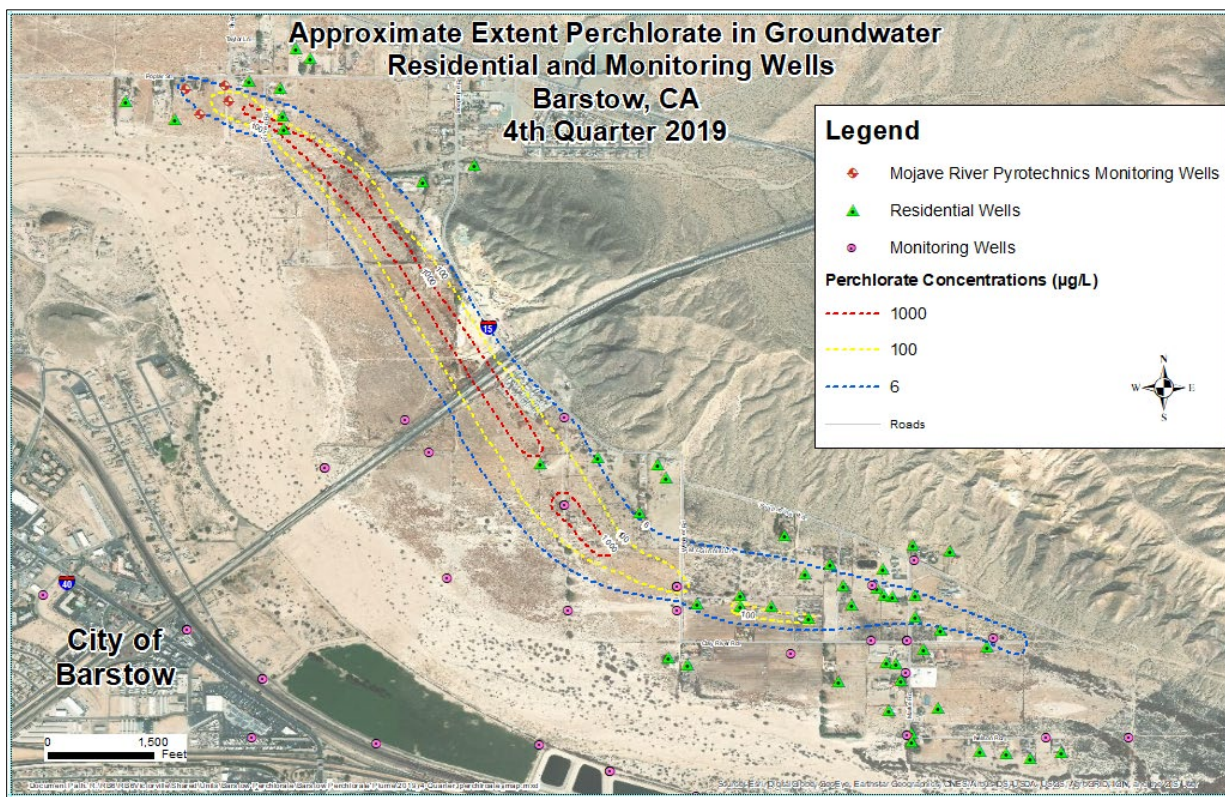 Approximate Extent Perchlorate in Groundwater
Residential and Monitoring Wells
Barstow, CA
4th Quarter 2019
Legend
Mojave River Pyrotechnics Monitoring Wells
Residential Wells
Monitoring Wells
Perchlorate Concentrations (µg/L)
1000
100
6
Roads
N
W E
S
100
1000
15
1000
6
100
40
City of
Barstow
0 1,500
Feet